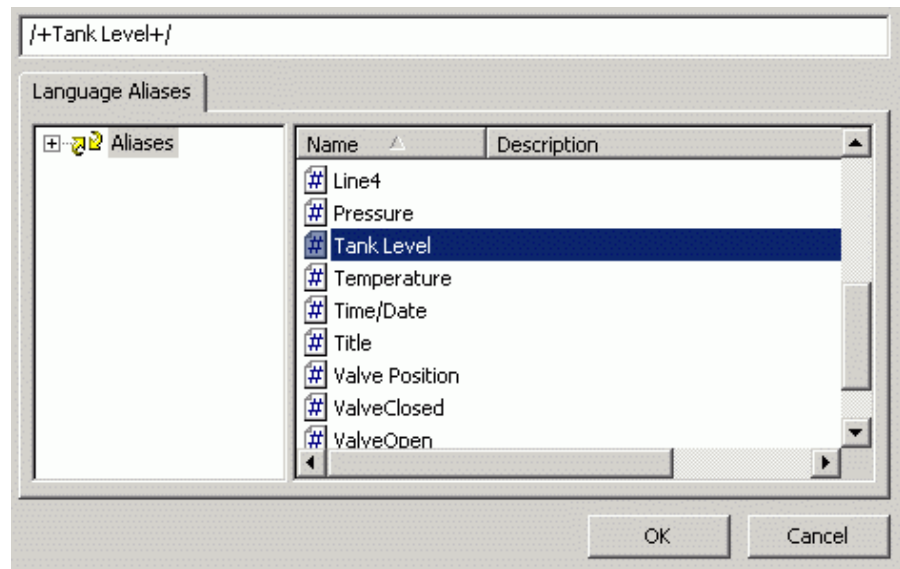 /+Tank Level+/
Language Aliases
Aliases
Name Description
Line4
Pressure
Tank Level
Temperature
Time/Date
Title
Valve Position
ValveClosed
ValveOpen
OK Cancel